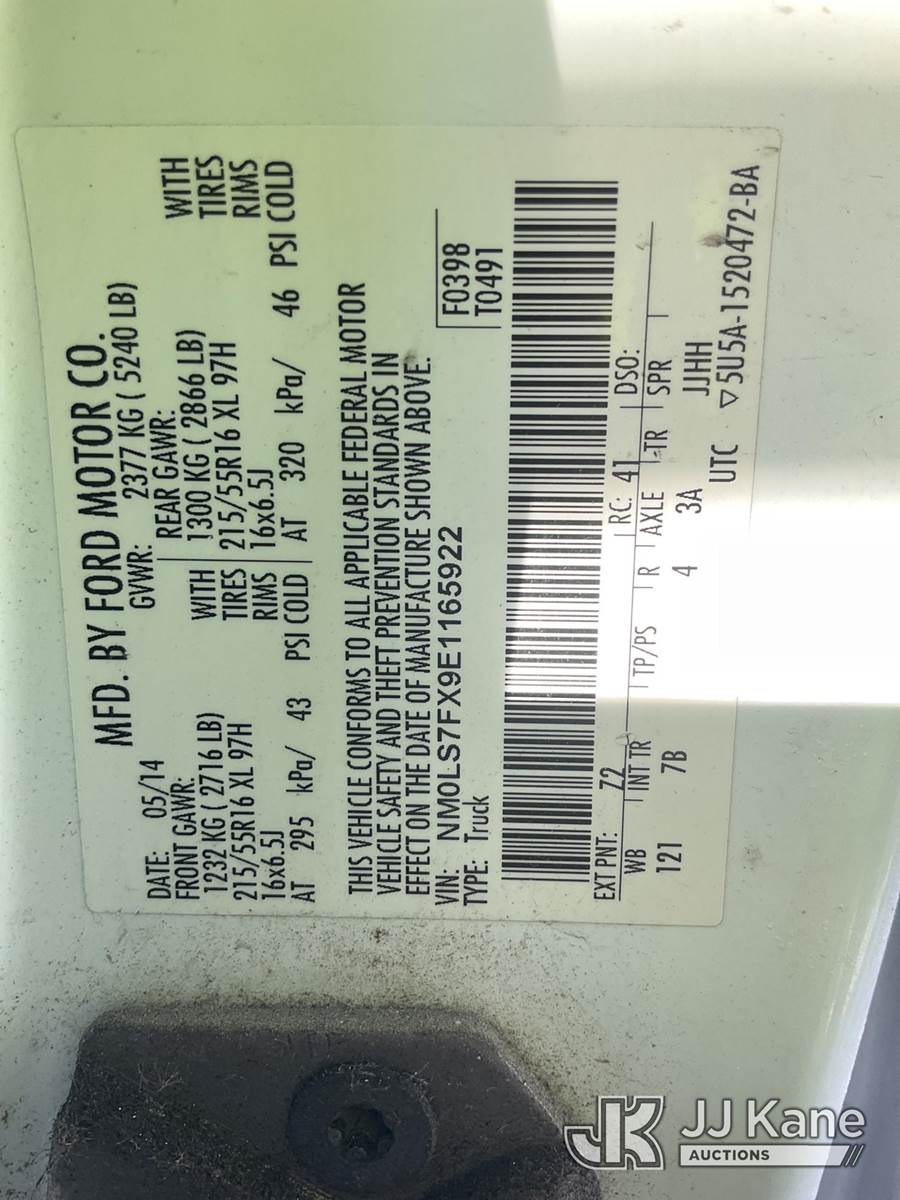 MFD. BY FORD MOTOR CO.
DATE: 05/14 GVWR: 2377 KG ( 5240 LB)
FRONT GAWR: REAR GAWR:
1232 KG ( 2716 LB) WITH 1300 KG ( 2866 LB) WITH
215/55R16 XL 97H TIRES 215/55R16 XL 97H TIRES
16x6.5J RIMS 16x6.5J RIMS
AT 295 kPa/ 43 PSI COLD AT 320 kPa/ 46 PSI COLD
THIS VEHICLE CONFORMS TO ALL APPLICABLE FEDERAL MOTOR
VEHICLE SAFETY AND THEFT PREVENTION STANDARDS IN
EFFECT ON THE DATE OF MANUFACTURE SHOWN ABOVE.
VIN: NM0LS7FX9E1165922 F0398
TYPE: Truck T0491
EXT PNT: Z2 RC: 41 DSO:
WB INT TR TP/PS R AXLE TR SPR
121 7B 4 3A JJHH
UTC ▽5U5A-1520472-BA
JK JJ Kane
AUCTIONS